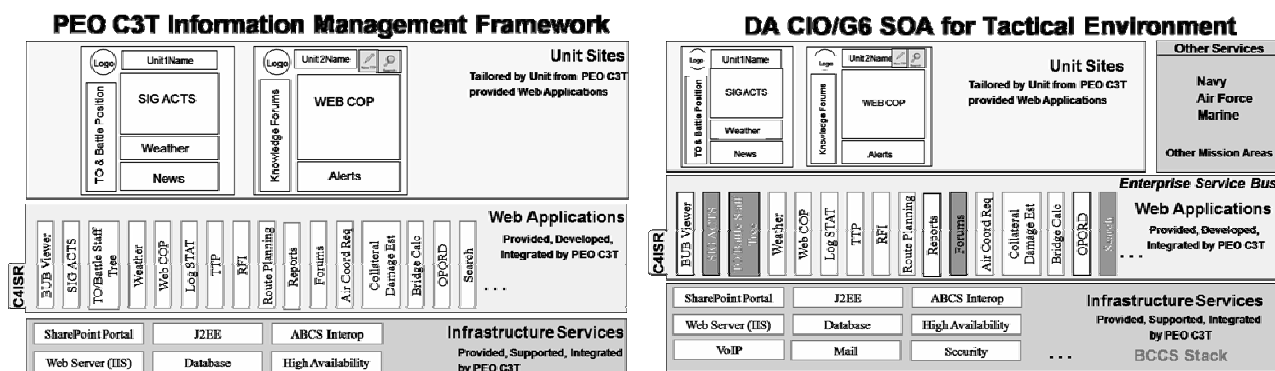 PEO C3T Information Management Framework
Logo
Unit1Name
TO & Battle Position
SIG ACTS
Weather
News
Logo
Unit2Name
Search
Knowledge Forums
WEB COP
Alerts
Unit Sites
Tailored by Unit from PEO C3T
provided Web Applications
C4ISR
BUB Viewer
SIG ACTS
TO/Battle Staff
Tree
Weather
Web COP
Log STAT
TTP
RFI
Route Planning
Reports
Forums
Air Coord Req
Collateral
Damage Est
Bridge Calc
OPORD
Search
. . .
Web Applications
Provided, Developed,
Integrated by PEO C3T
SharePoint Portal
J2EE
ABCS Interop
Web Server (IIS)
Database
High Availability
Infrastructure Services
Provided, Supported, Integrated
by PEO C3T
DA CIO/G6 SOA for Tactical Environment
Logo
Unit1Name
TO & Battle Position
SIG ACTS
Weather
News
Logo
Unit2Name
Knowledge Forums
WEB COP
Alerts
Unit Sites
Tailored by Unit from PEO C3T
provided Web Applications
Other Services
Navy
Air Force
Marine
Other Mission Areas
Enterprise Service Bus
C4ISR
BUB Viewer
SIG ACTS
TO/Battle Staff
Tree
Weather
Web COP
Log STAT
TTP
RFI
Route Planning
Reports
Forums
Air Coord Req
Collateral
Damage Est
Bridge Calc
OPORD
Search
. . .
Web Applications
Provided, Developed,
Integrated by PEO C3T
SharePoint Portal
J2EE
ABCS Interop
Web Server (IIS)
Database
High Availability
VoIP
Mail
Security
. . .
Infrastructure Services
Provided, Supported, Integrated
by PEO C3T
BCCS Stack